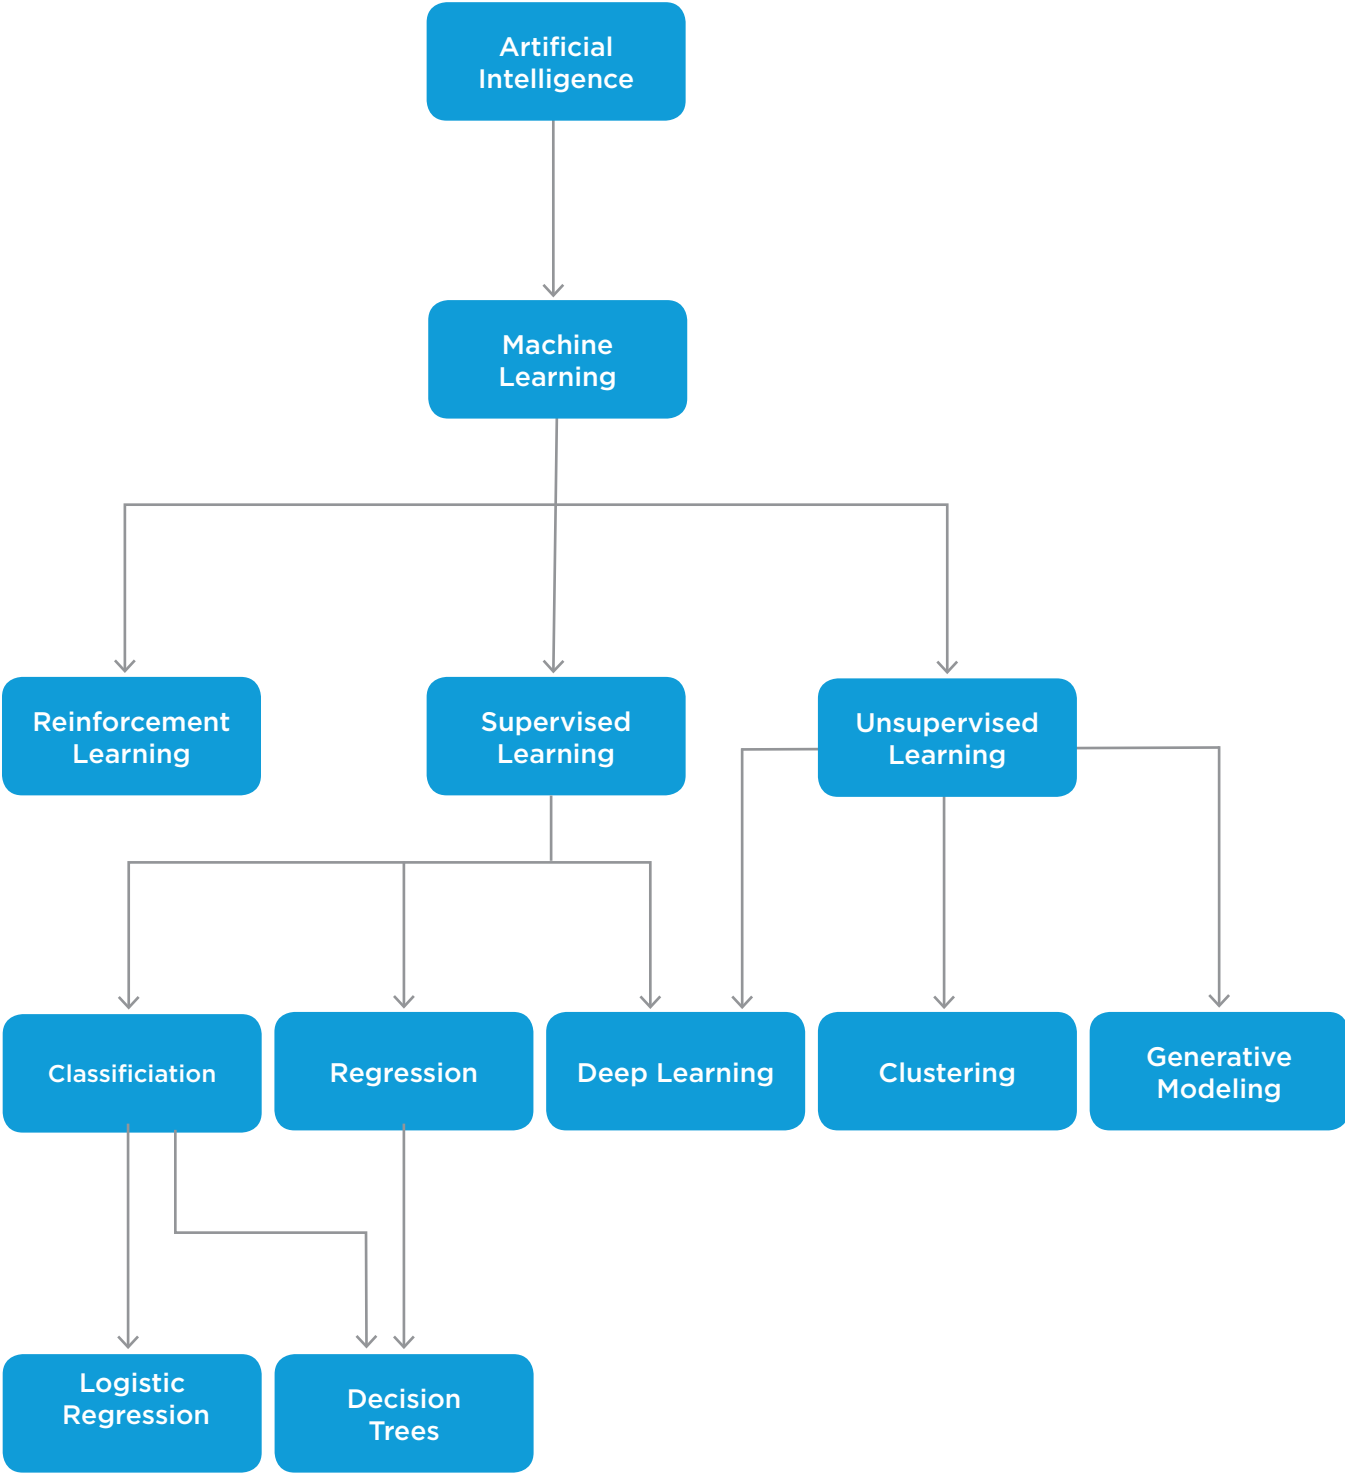 Artificial
Intelligence
Machine
Learning
Reinforcement
Learning
Supervised
Learning
Unsupervised
Learning
Classificiation
Regression
Deep Learning
Clustering
Generative
Modeling
Logistic
Regression
Decision
Trees